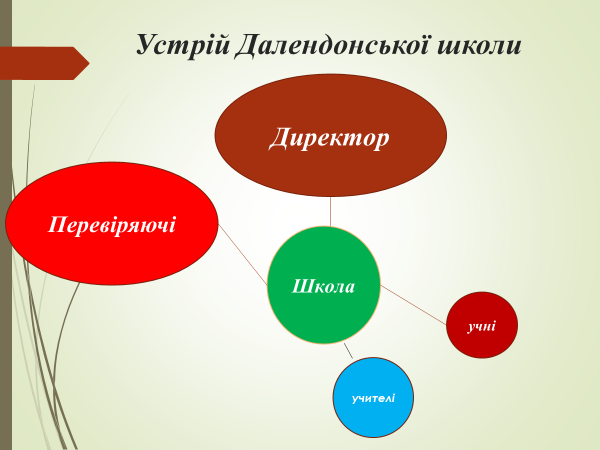 Устрій Далендонської школи
Директор
Перевіряючі
Школа
учні
учителі